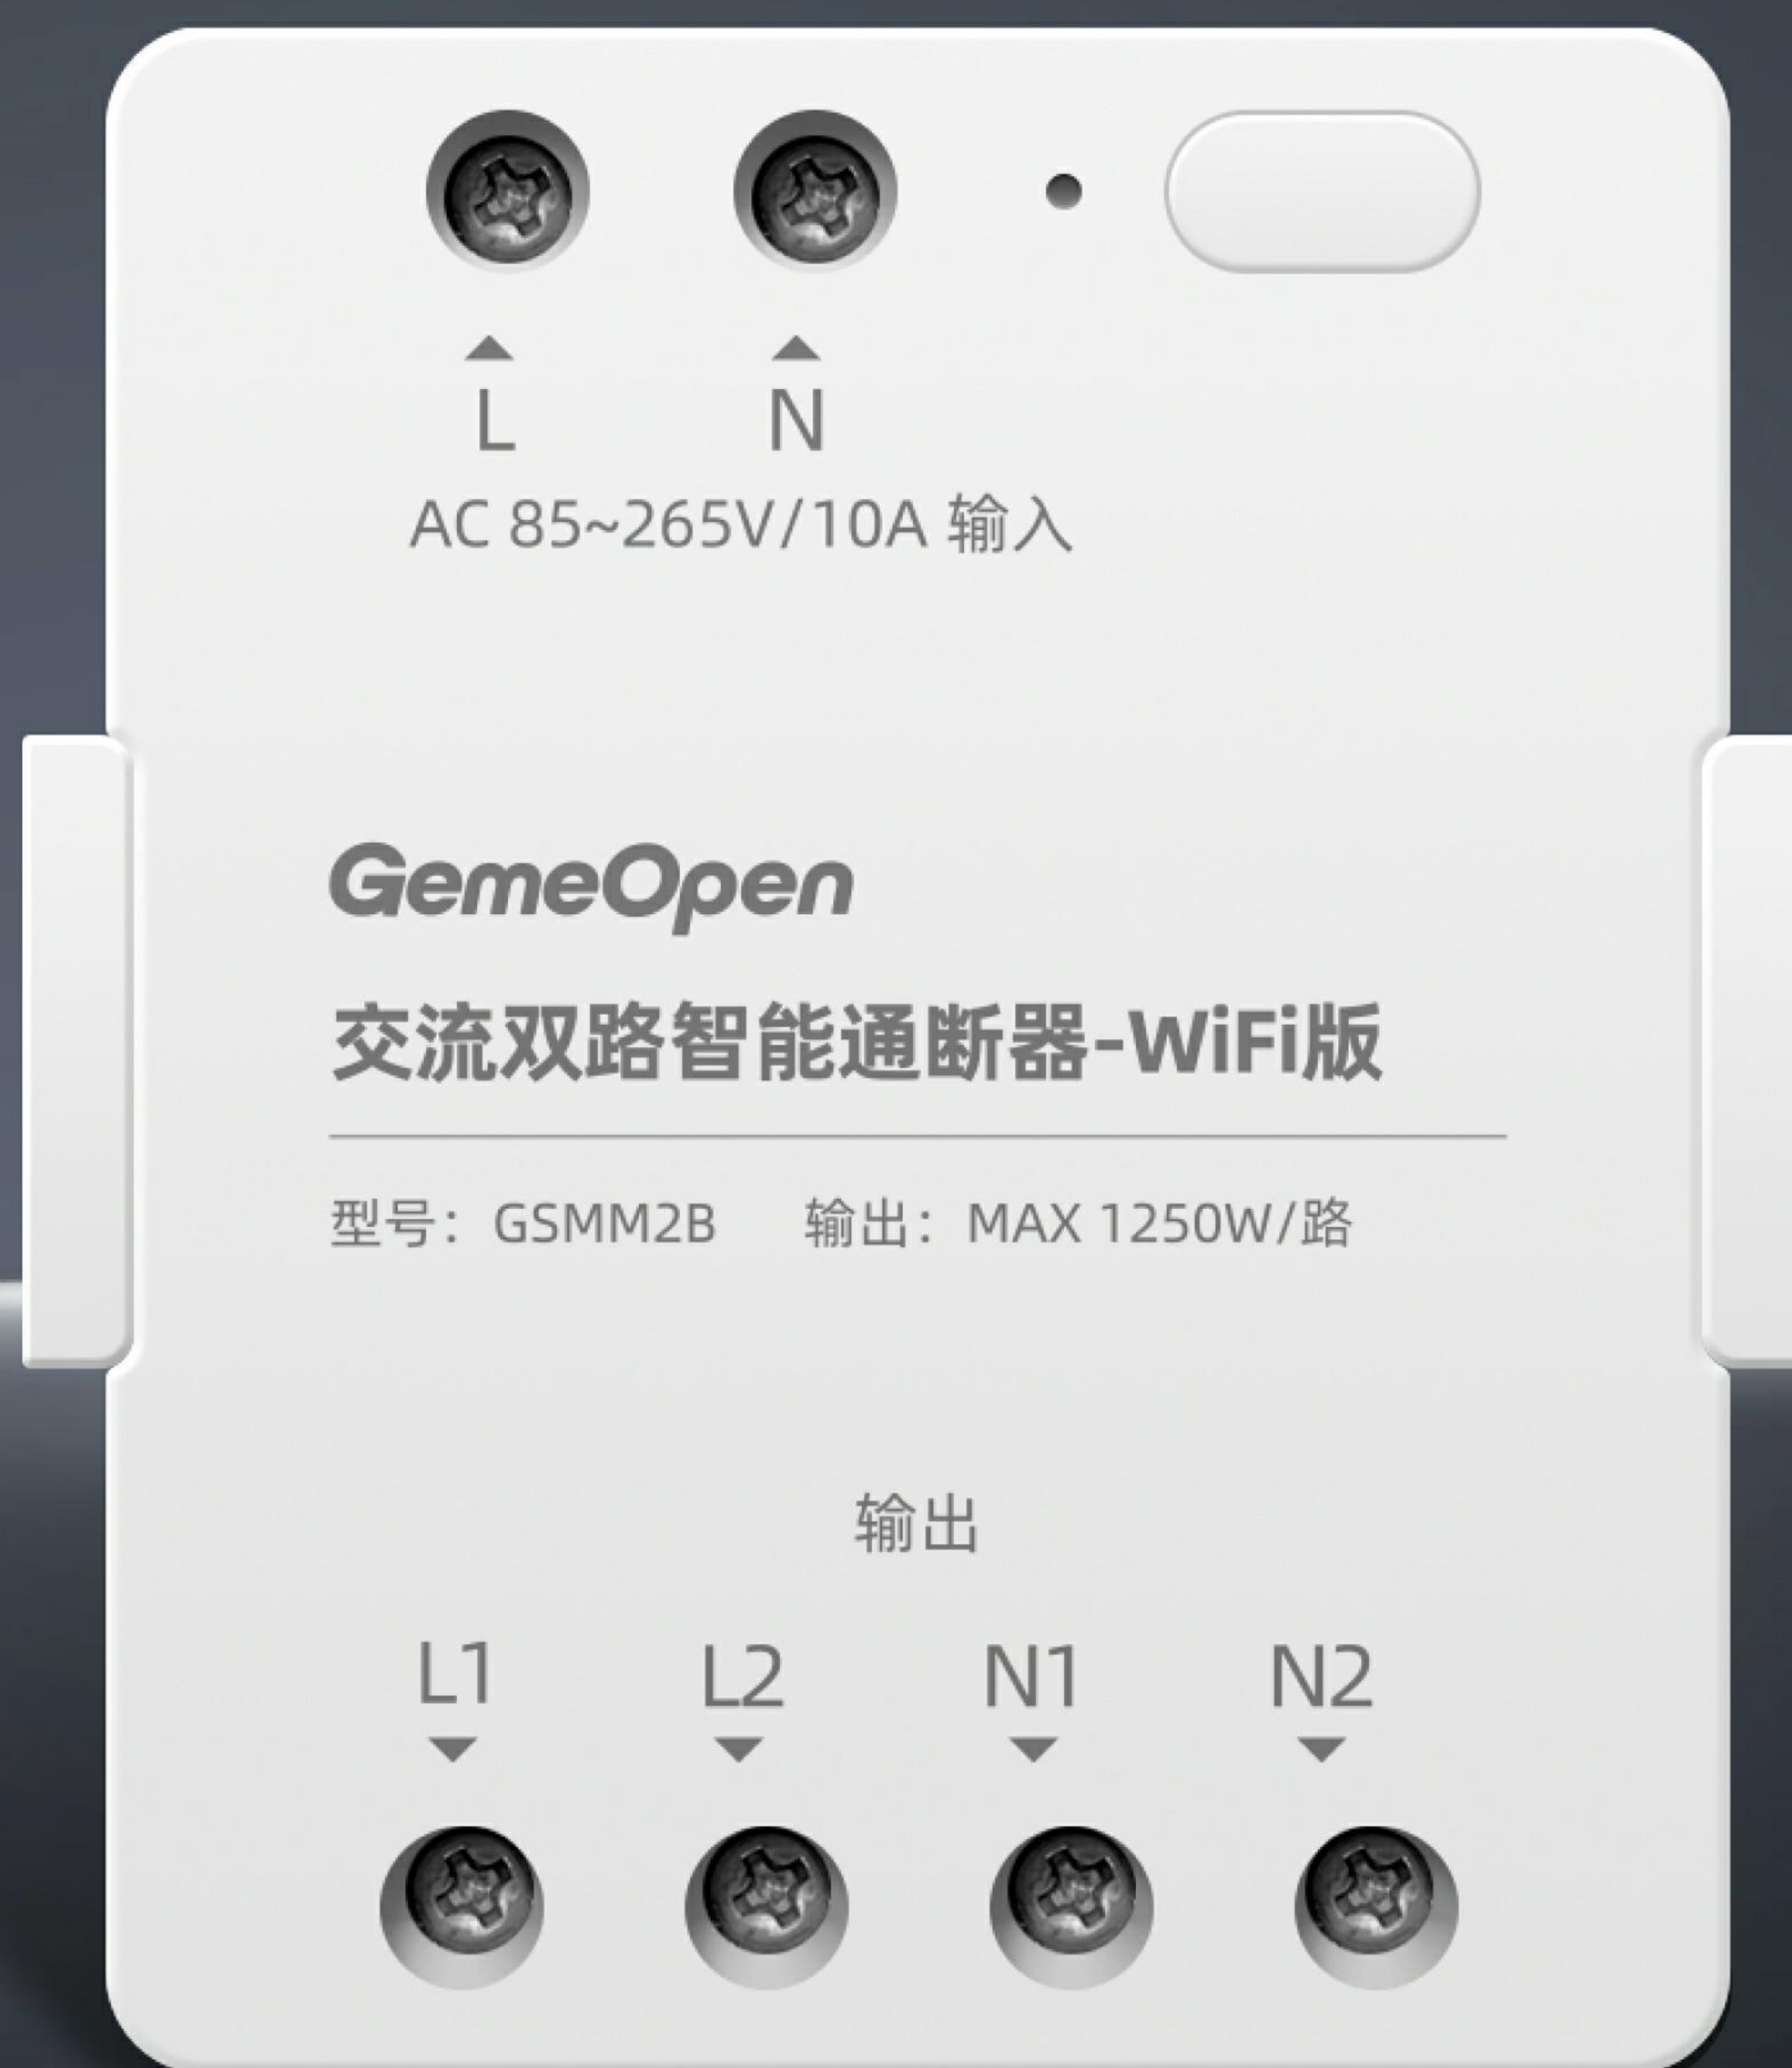 L N
AC 85~265V/10A 输入
GemeOpen
交流双路智能通断器-WiFi版
型号：GSMM2B 输出：MAX 1250W/路
输出
L1 L2 N1 N2